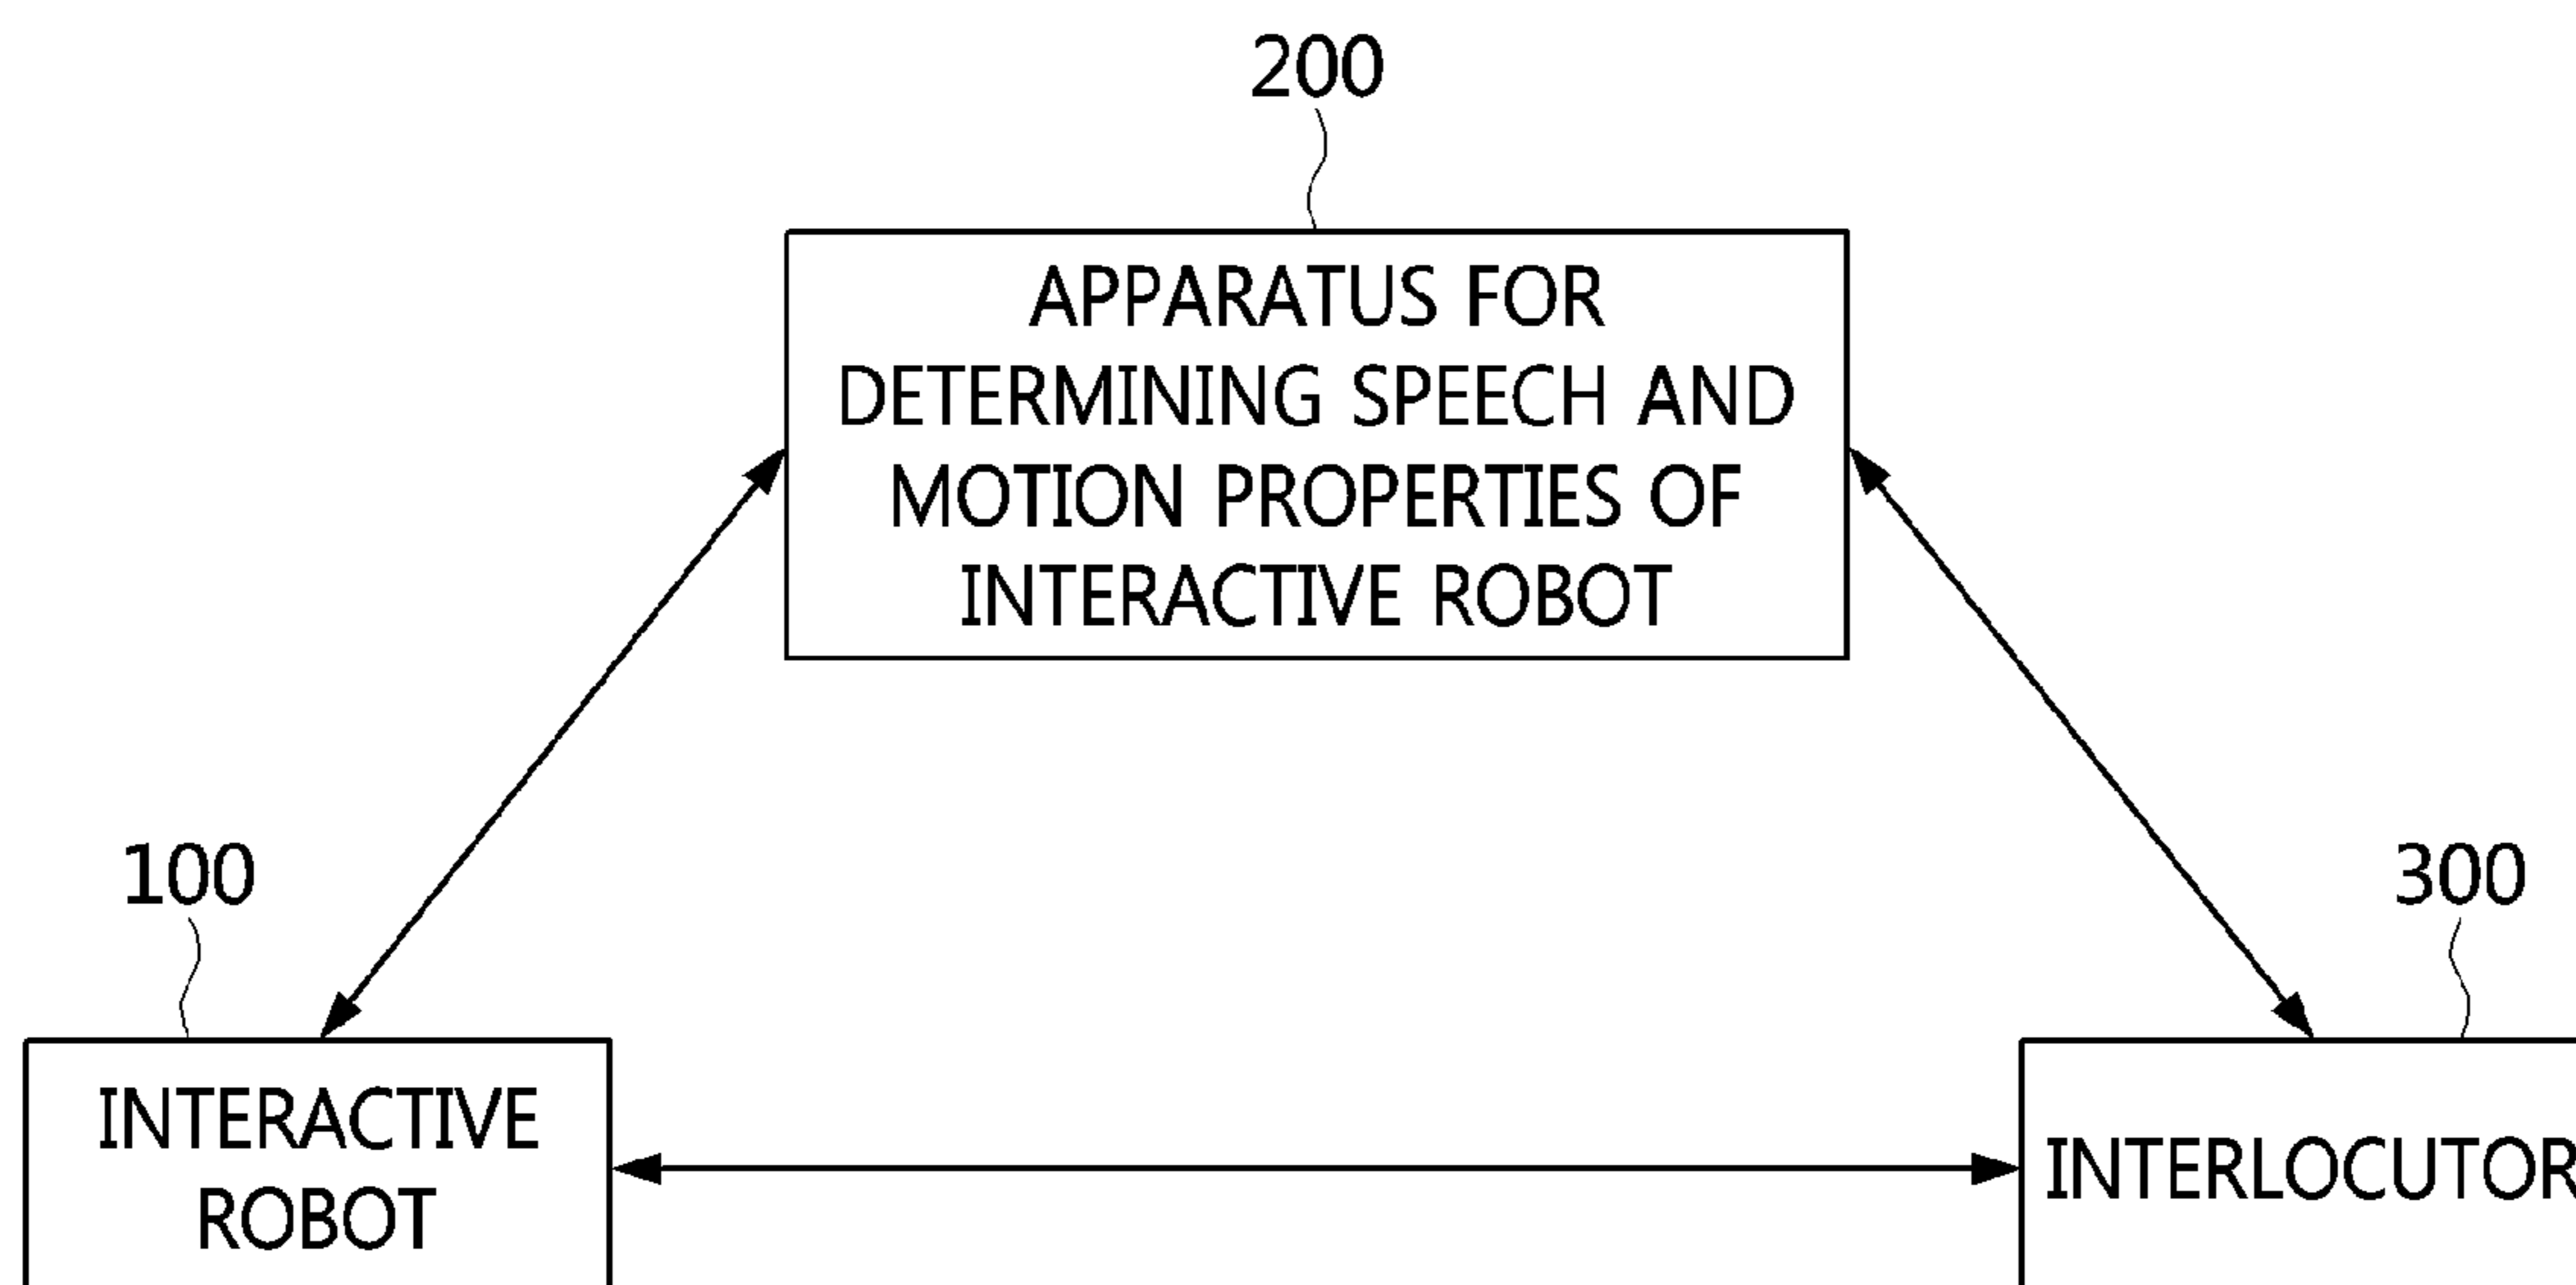 200
APPARATUS FOR
DETERMINING SPEECH AND
MOTION PROPERTIES OF
INTERACTIVE ROBOT
100
300
INTERACTIVE
ROBOT
INTERLOCUTOR